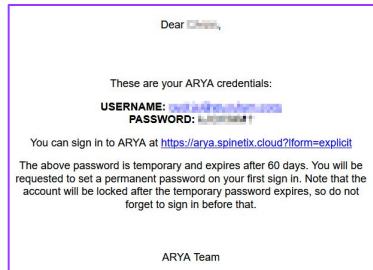 Dear
These are your ARYA credentials:
USERNAME:
PASSWORD:
You can sign in to ARYA at https://arya.spinetix.cloud?lform=explicit
The above password is temporary and expires after 60 days. You will be
requested to set a permanent password on your first sign in. Note that the
account will be locked after the temporary password expires, so do not
forget to sign in before that.
ARYA Team